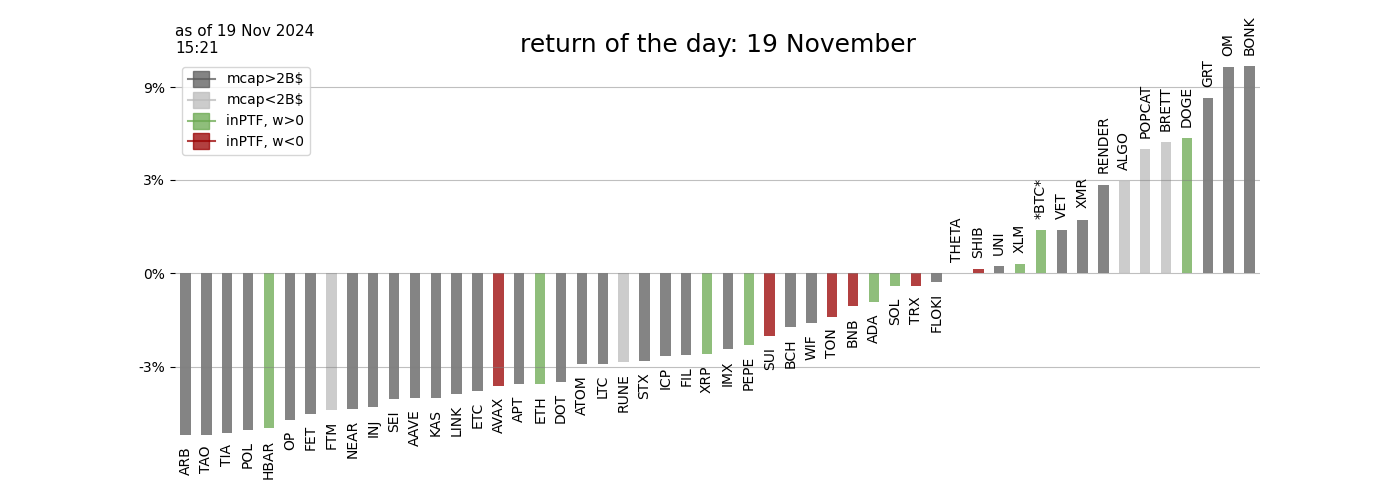 as of 19 Nov 2024
15:21
return of the day: 19 November
mcap>2B$
mcap<2B$
inPTF, w>0
inPTF, w<0
9%
3%
0%
-3%
ARB
TAO
TIA
POL
HBAR
OP
FET
FTM
NEAR
INJ
SEI
AAVE
KAS
LINK
ETC
AVAX
APT
ETH
DOT
ATOM
LTC
RUNE
STX
ICP
FIL
XRP
IMX
PEPE
SUI
BCH
WIF
TON
BNB
ADA
SOL
TRX
FLOKI
THETA
SHIB
UNI
XLM
*BTC*
VET
XMR
RENDER
ALGO
POPCAT
BRETT
DOGE
GRT
OM
BONK